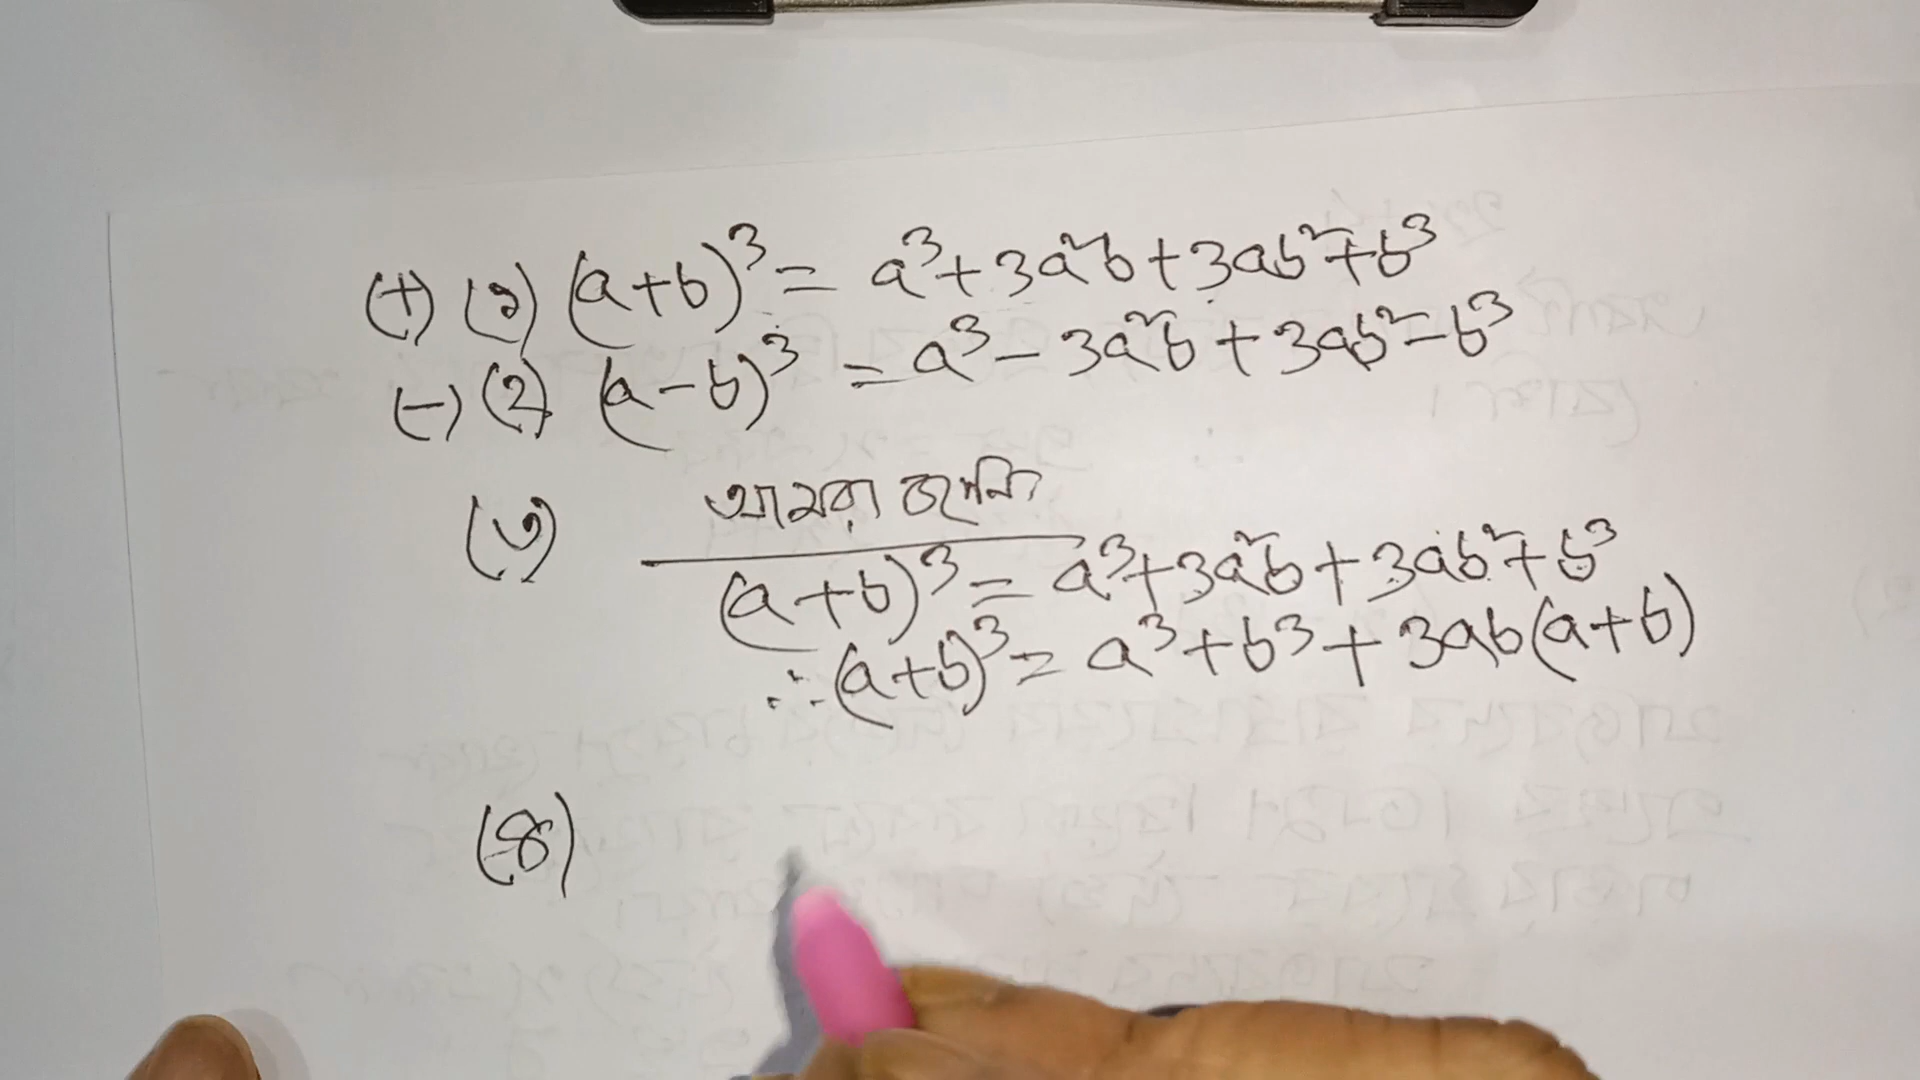 (+) (১) (a+b)³ = a³+3a²b+3ab²+b³
(-) (২) (a-b)³ = a³-3a²b+3ab²-b³
(৩) আমরা জানি
(a+b)³ = a³+3a²b+3ab²+b³
∴(a+b)³ = a³+b³+3ab(a+b)
(৪)